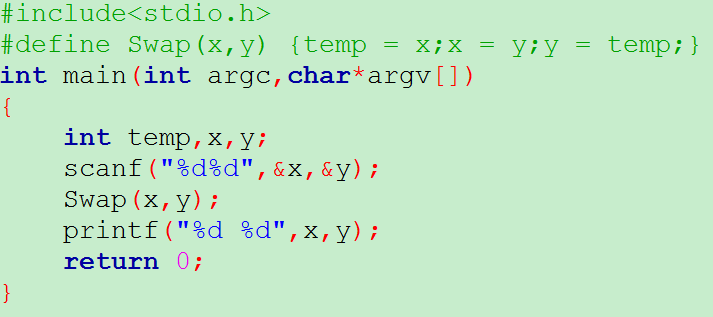 #include<stdio.h>
#define Swap(x,y) {temp = x;x = y;y = temp;}
int main(int argc,char*argv[])
{
    int temp,x,y;
    scanf("%d%d",&x,&y);
    Swap(x,y);
    printf("%d %d",x,y);
    return 0;
}